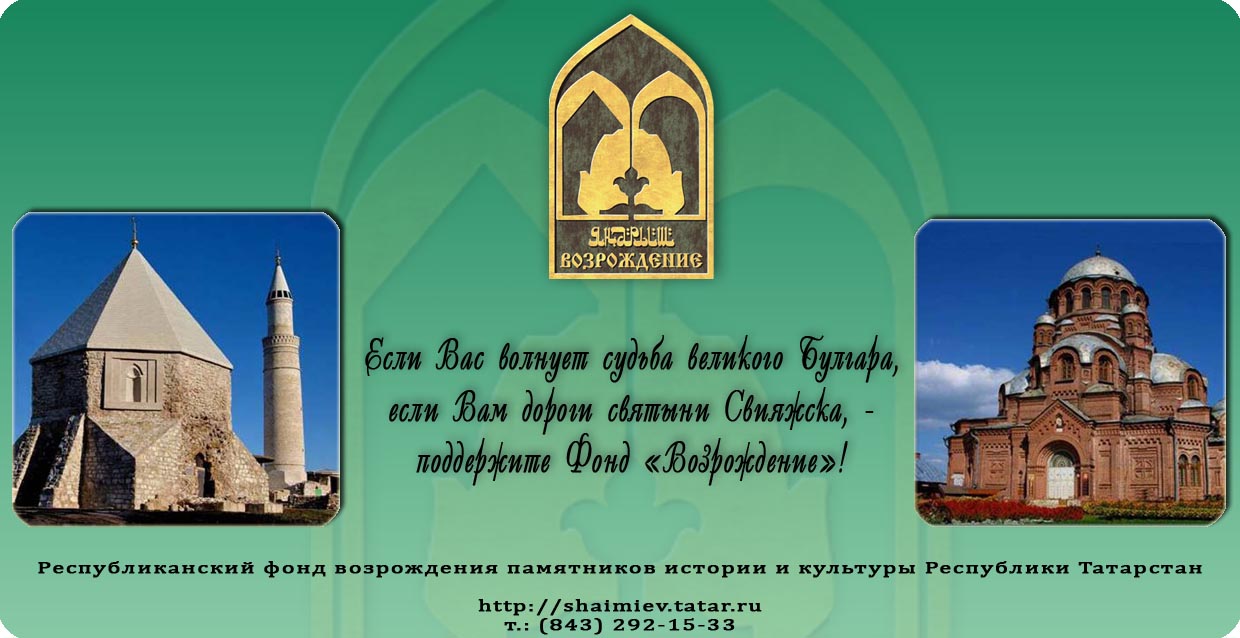 ЯҢАРЫШ
ВОЗРОЖДЕНИЕ
Если Вас волнует судьба великого Булгара,
если Вам дороги святыни Свияжска, -
поддержите Фонд «Возрождение»!
Республиканский фонд возрождения памятников истории и культуры Республики Татарстан
http://shaimiev.tatar.ru
т.: (843) 292-15-33